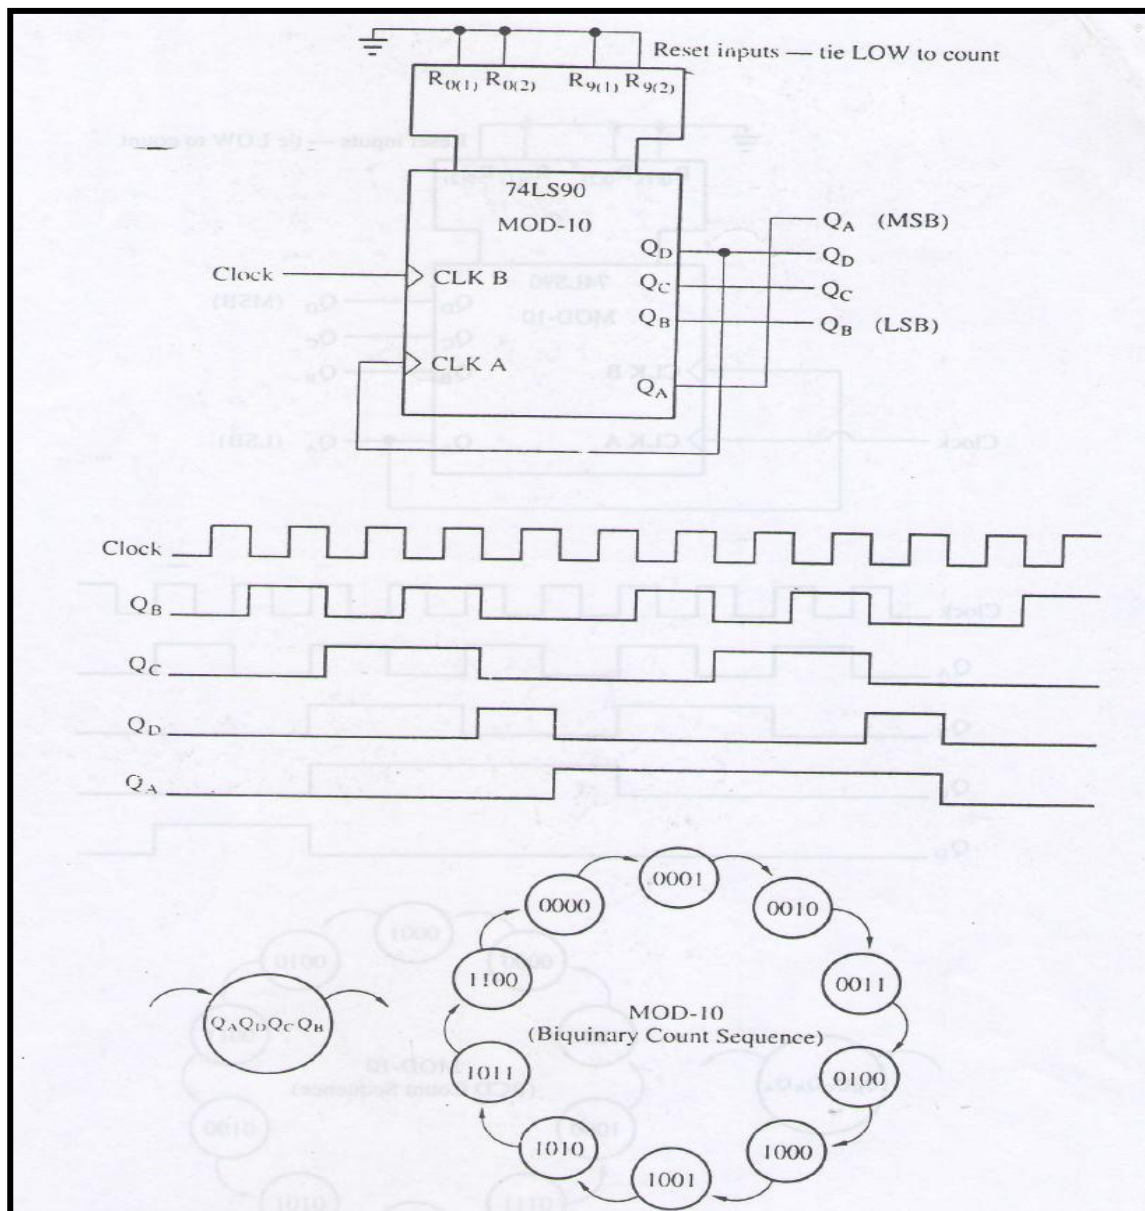 Reset inputs — tie LOW to count
R0(1) R0(2) R9(1) R9(2)
74LS90
MOD-10
QA (MSB)
QD QD
Clock CLK B
QC QC
QB QB (LSB)
CLK A
QA
Clock
QB
QC
QD
QA
0001
0000
0010
1100
0011
QAQDQCQB
MOD-10
(Biquinary Count Sequence)
1011
0100
1010
1000
1001